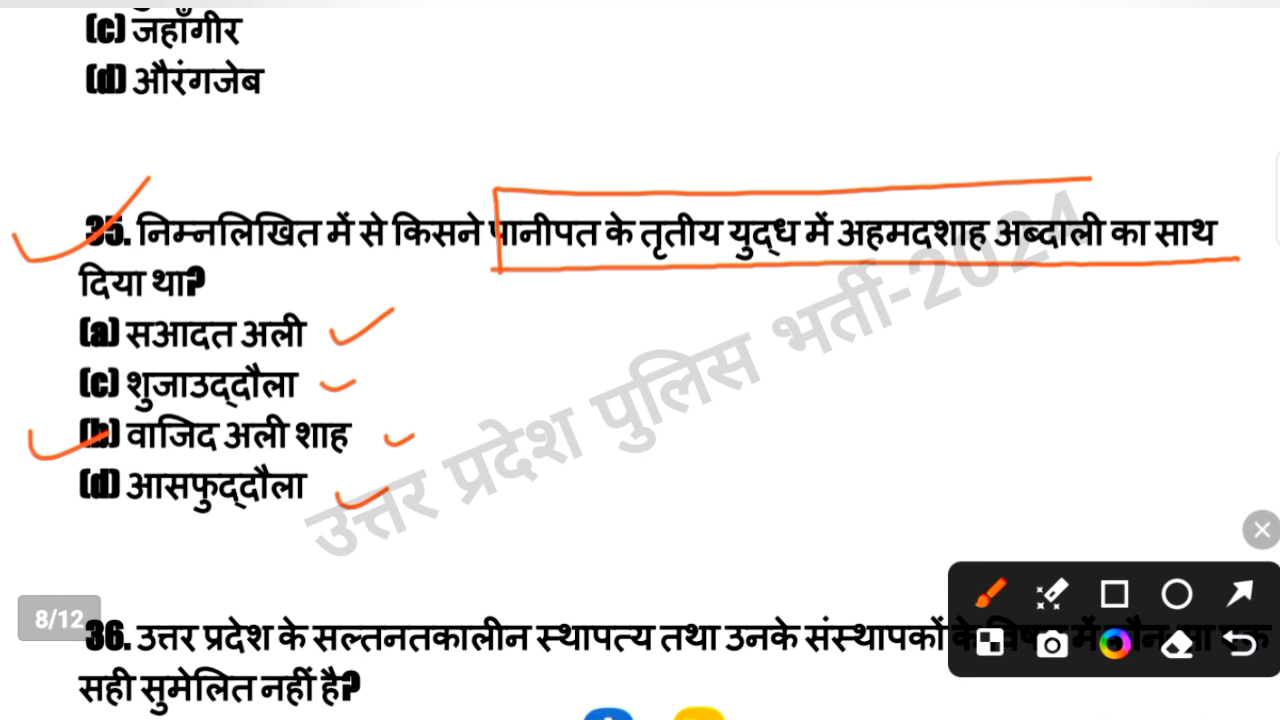 (c) जहाँगीर
(d) औरंगजेब
35. निम्नलिखित में से किसने पानीपत के तृतीय युद्ध में अहमदशाह अब्दाली का साथ
दिया था?
(a) सआदत अली
(c) शुजाउद्दौला
(b) वाजिद अली शाह
(d) आसफुद्दौला
उत्तर प्रदेश पुलिस भर्ती-2024
8/12
36. उत्तर प्रदेश के सल्तनतकालीन स्थापत्य तथा उनके संस्थापकों के विषय में कौन सा एक
सही सुमेलित नहीं है?